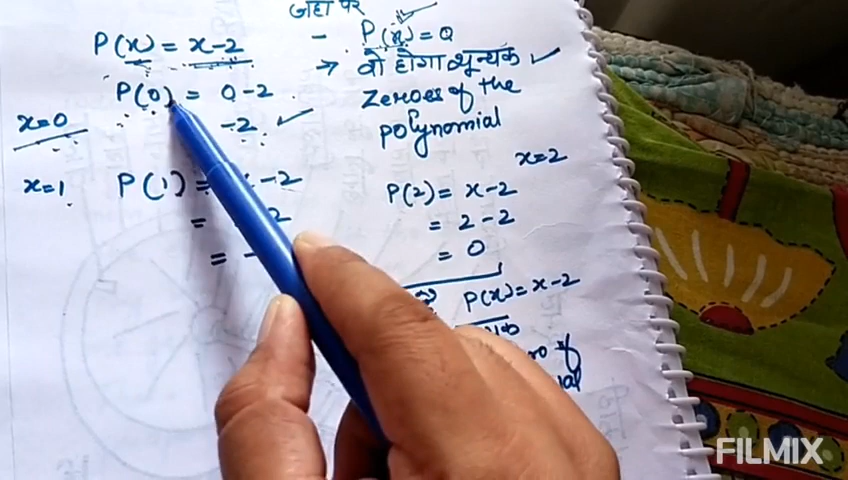 जहां पर
P(x) = x-2
- P(x) = 0
→ वो होगा शून्यक
P(0) = 0-2
Zeroes of the
x=0
-2
polynomial
x=1
P(1) = x-2
x=2
P(2) = x-2
= 2-2
= 0
P(x) = x-2
FILMIX